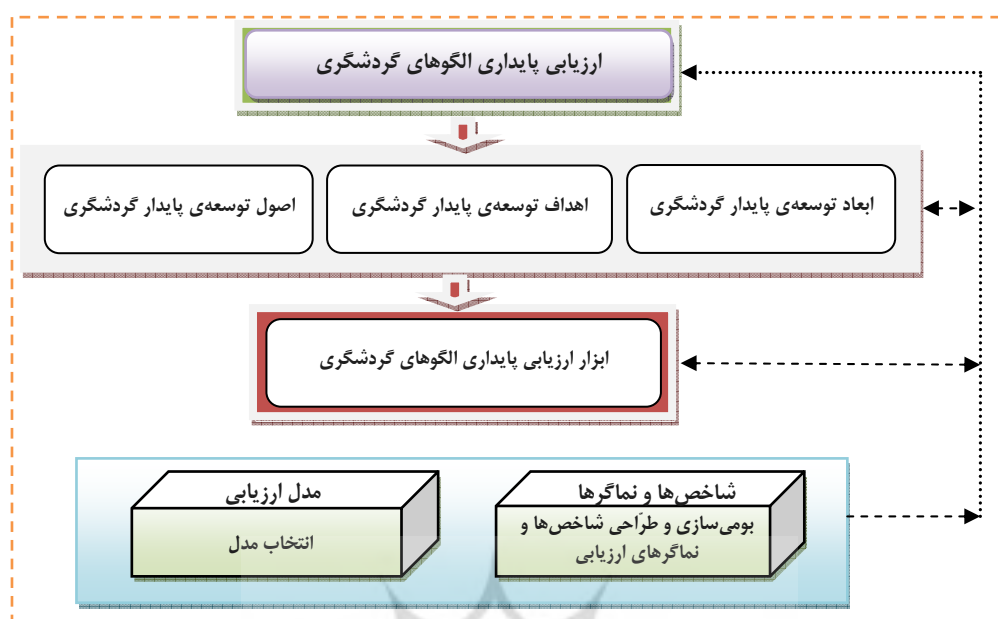 ارزیابی پایداری الگوهای گردشگری
ابعاد توسعه‌ی پایدار گردشگری
اهداف توسعه‌ی پایدار گردشگری
اصول توسعه‌ی پایدار گردشگری
ابزار ارزیابی پایداری الگوهای گردشگری
شاخص‌ها و نماگرها
بومی‌سازی و طرّاحی شاخص‌ها و
نماگرهای ارزیابی
مدل ارزیابی
انتخاب مدل